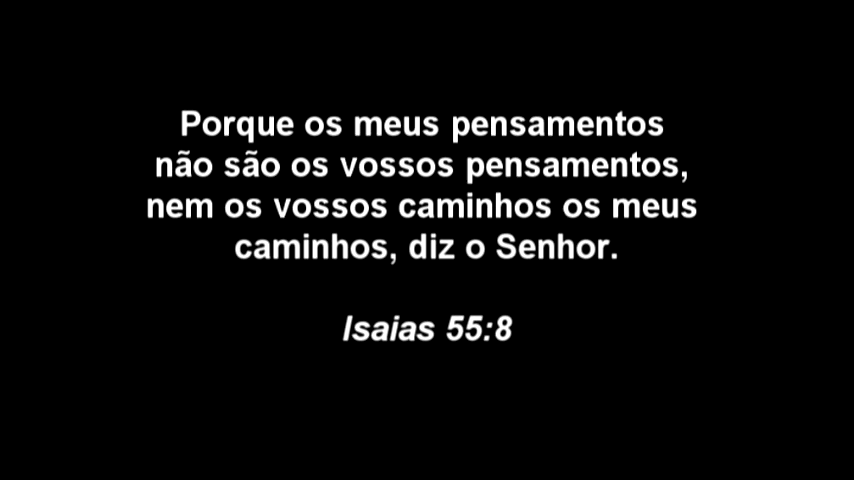 Porque os meus pensamentos
não são os vossos pensamentos,
nem os vossos caminhos os meus
caminhos, diz o Senhor.
Isaias 55:8